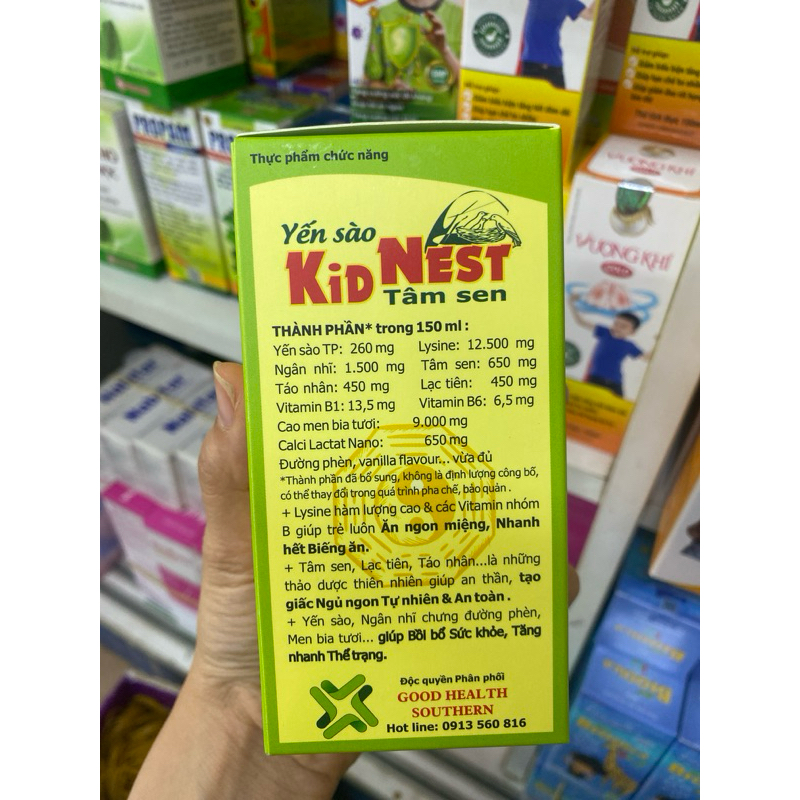 Thực phẩm chức năng
Yến sào
KiD NEST
Tâm sen
THÀNH PHẦN* trong 150 ml :
Yến sào TP: 260 mg Lysine: 12.500 mg
Ngân nhĩ: 1.500 mg Tâm sen: 650 mg
Táo nhân: 450 mg Lạc tiên: 450 mg
Vitamin B1: 13,5 mg Vitamin B6: 6,5 mg
Cao men bia tươi: 9.000 mg
Calci Lactat Nano: 650 mg
Đường phèn, vanilla flavour... vừa đủ
*Thành phần đã bổ sung, không là định lượng công bố,
có thể thay đổi trong quá trình pha chế, bảo quản .
+ Lysine hàm lượng cao & các Vitamin nhóm
B giúp trẻ luôn Ăn ngon miệng, Nhanh
hết Biếng ăn.
+ Tâm sen, Lạc tiên, Táo nhân...là những
thảo dược thiên nhiên giúp an thần, tạo
giấc Ngủ ngon Tự nhiên & An toàn .
+ Yến sào, Ngân nhĩ chưng đường phèn,
Men bia tươi... giúp Bồi bổ Sức khỏe, Tăng
nhanh Thể trạng.
Độc quyền Phân phối
GOOD HEALTH
SOUTHERN
Hot line: 0913 560 816
PROPAM
VƯỢNG KHÍ
VƯỢNG KHÍ